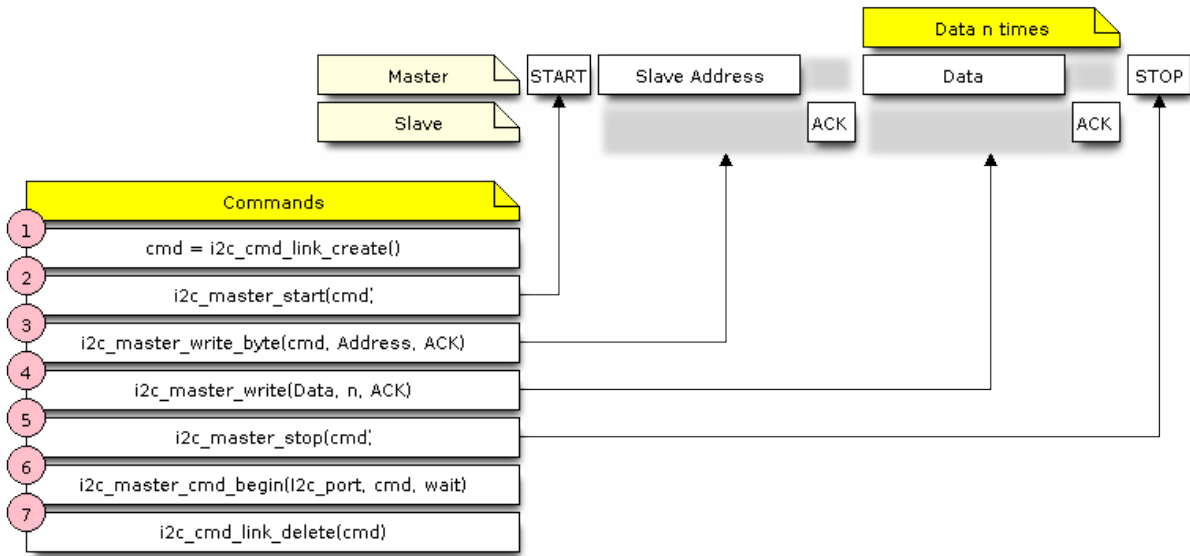 Data n times
Master START Slave Address Data STOP
Slave ACK ACK
Commands
1
cmd = i2c_cmd_link_create()
2
i2c_master_start(cmd;
3
i2c_master_write_byte(cmd, Address, ACK)
4
i2c_master_write(Data, n, ACK)
5
i2c_master_stop(cmd;
6
i2c_master_cmd_begin(I2c_port, cmd, wait)
7
i2c_cmd_link_delete(cmd)